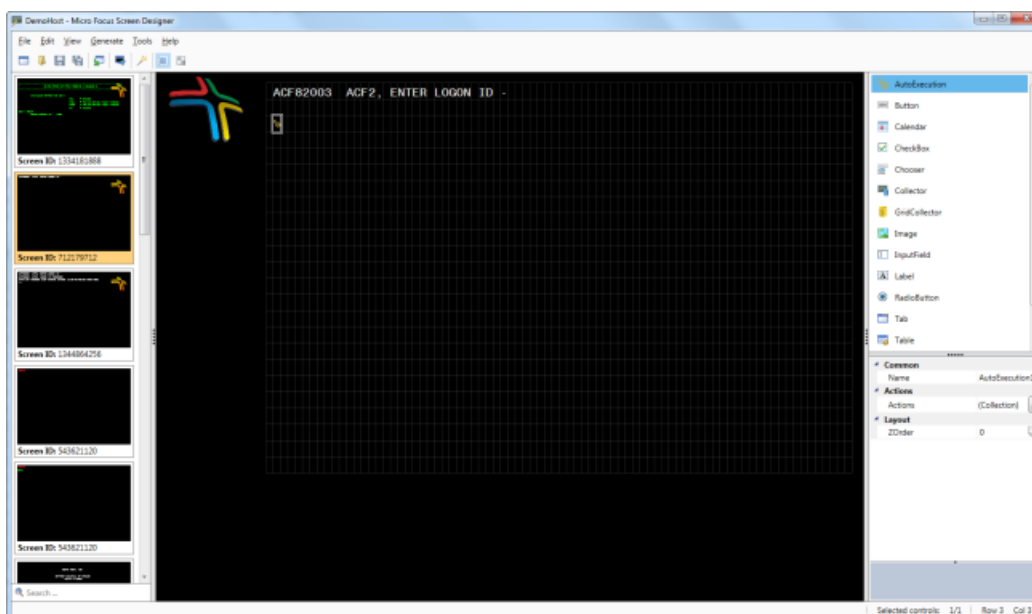 DemoHost - Micro Focus Screen Designer
File Edit View Generate Tools Help
Screen ID: 1334181868
Screen ID: 712179712
Screen ID: 1344864256
Screen ID: 543621120
Screen ID: 543621120
Search ...
ACF82003 ACF2, ENTER LOGON ID -
AutoExecution
Button
Calendar
CheckBox
Chooser
Collector
GridCollector
Image
InputField
Label
RadioButton
Tab
Table
Common
Name AutoExecution1
Actions
Actions (Collection)
Layout
ZOrder 0
Selected controls: 1/1 Row 3 Col